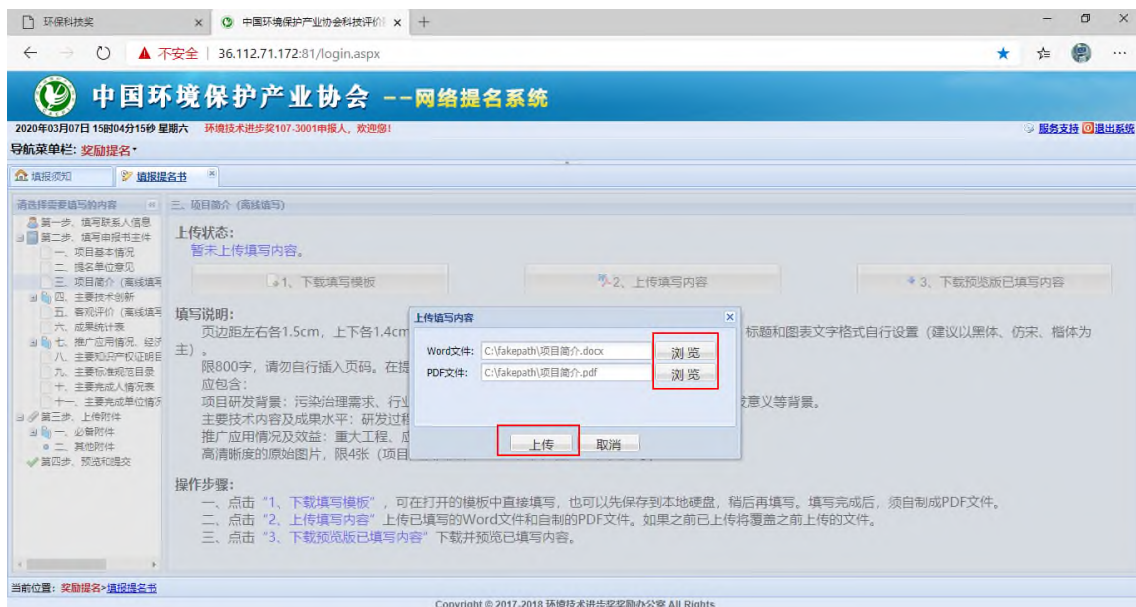 环保科技奖
中国环境保护产业协会科技评价
不安全 | 36.112.71.172:81/login.aspx
中国环境保护产业协会 --网络提名系统
2020年03月07日 15时04分15秒 星期六 环境技术进步奖107-3001申报人，欢迎您！
服务支持 退出系统
导航菜单栏: 奖励提名
填报须知 填报提名书
请选择需要填写的内容
三、项目简介（离线填写）
第一步、填写联系人信息
第二步、填写申报书主件
一、项目基本情况
二、提名单位意见
三、项目简介（离线填写
四、主要技术创新
五、客观评价（离线填写
六、成果统计表
七、推广应用情况、经济
八、主要知识产权证明目
九、主要标准规范目录
十、主要完成人情况表
十一、主要完成单位情况
第三步、上传附件
一、必备附件
二、其他附件
第四步、预览和提交
上传状态:
暂未上传填写内容。
1、下载填写模板
2、上传填写内容
3、下载预览版已填写内容
填写说明:
页边距左右各1.5cm，上下各1.4cm
标题和图表文字格式自行设置（建议以黑体、仿宋、楷体为
主）。
限800字，请勿自行插入页码。在提
应包含:
项目研发背景: 污染治理需求、行业
发意义等背景。
主要技术内容及成果水平: 研发过程
推广应用情况及效益: 重大工程、应
高清晰度的原始图片，限4张（项目
上传填写内容
Word文件: C:\fakepath\项目简介.docx 浏览
PDF文件: C:\fakepath\项目简介.pdf 浏览
上传 取消
操作步骤:
一、点击“1、下载填写模板”，可在打开的模板中直接填写，也可以先保存到本地硬盘，稍后再填写。填写完成后，须自制成PDF文件。
二、点击“2、上传填写内容”上传已填写的Word文件和自制的PDF文件。如果之前已上传将覆盖之前上传的文件。
三、点击“3、下载预览版已填写内容”下载并预览已填写内容。
当前位置: 奖励提名>填报提名书
Copyright © 2017-2018 环境技术进步奖奖励办公室 All Rights